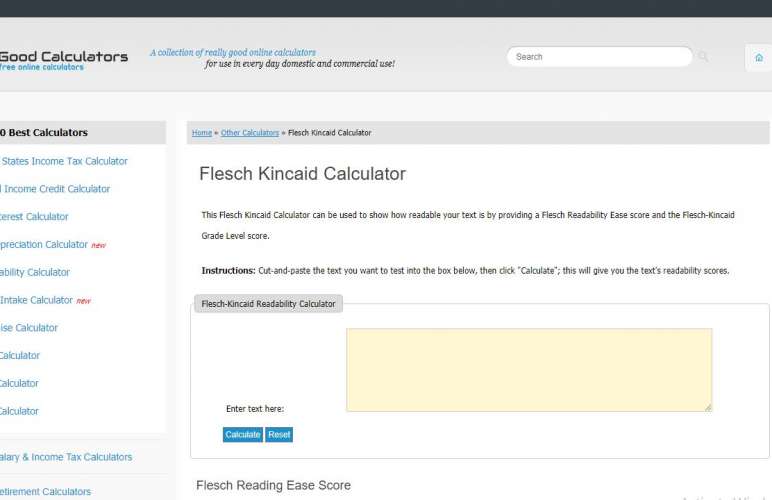 Good Calculators
free online calculators
A collection of really good online calculators
for use in every day domestic and commercial use!
Search
0 Best Calculators
States Income Tax Calculator
Income Credit Calculator
terest Calculator
preciation Calculator new
ability Calculator
Intake Calculator new
ise Calculator
Calculator
Calculator
Calculator
alary & Income Tax Calculators
etirement Calculators
Home » Other Calculators » Flesch Kincaid Calculator
Flesch Kincaid Calculator
This Flesch Kincaid Calculator can be used to show how readable your text is by providing a Flesch Readability Ease score and the Flesch-Kincaid
Grade Level score.
Instructions: Cut-and-paste the text you want to test into the box below, then click "Calculate"; this will give you the text's readability scores.
Flesch-Kincaid Readability Calculator
Enter text here:
Calculate Reset
Flesch Reading Ease Score